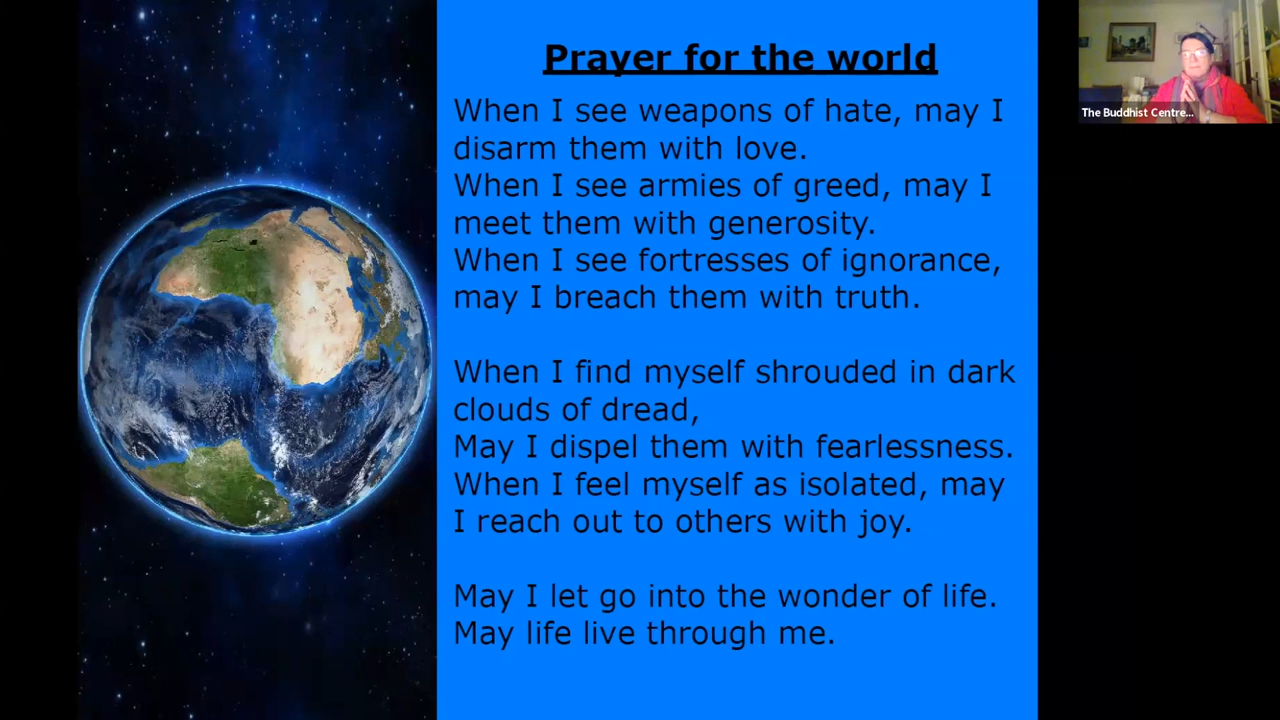 Prayer for the world
When I see weapons of hate, may I
disarm them with love.
When I see armies of greed, may I
meet them with generosity.
When I see fortresses of ignorance,
may I breach them with truth.
When I find myself shrouded in dark
clouds of dread,
May I dispel them with fearlessness.
When I feel myself as isolated, may
I reach out to others with joy.
May I let go into the wonder of life.
May life live through me.
The Buddhist Centre...